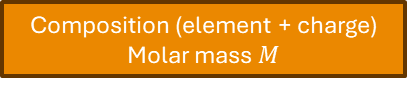 Composition (element + charge)
Molar mass 𝑀